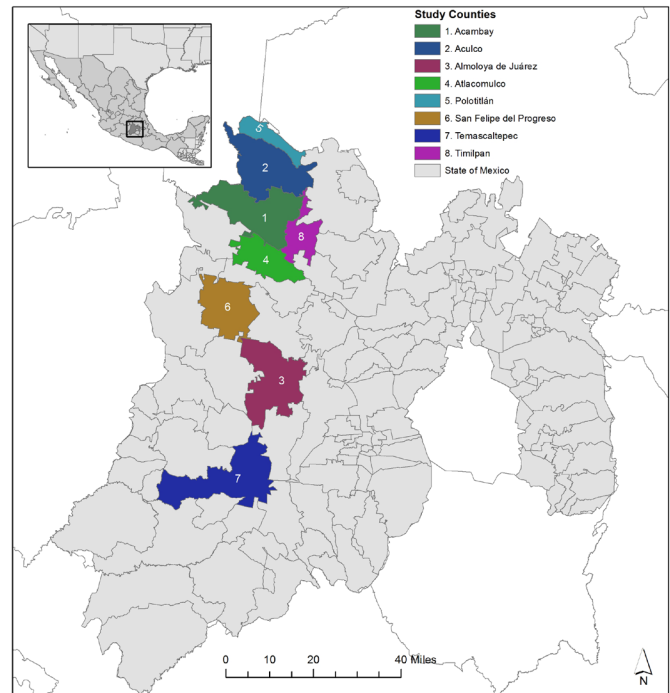 Study Counties
1. Acambay
2. Aculco
3. Almoloya de Juárez
4. Atlacomulco
5. Polotitlán
6. San Felipe del Progreso
7. Temascaltepec
8. Timilpan
State of Mexico
5
2
1
8
4
6
3
7
0 10 20 40 Miles
N